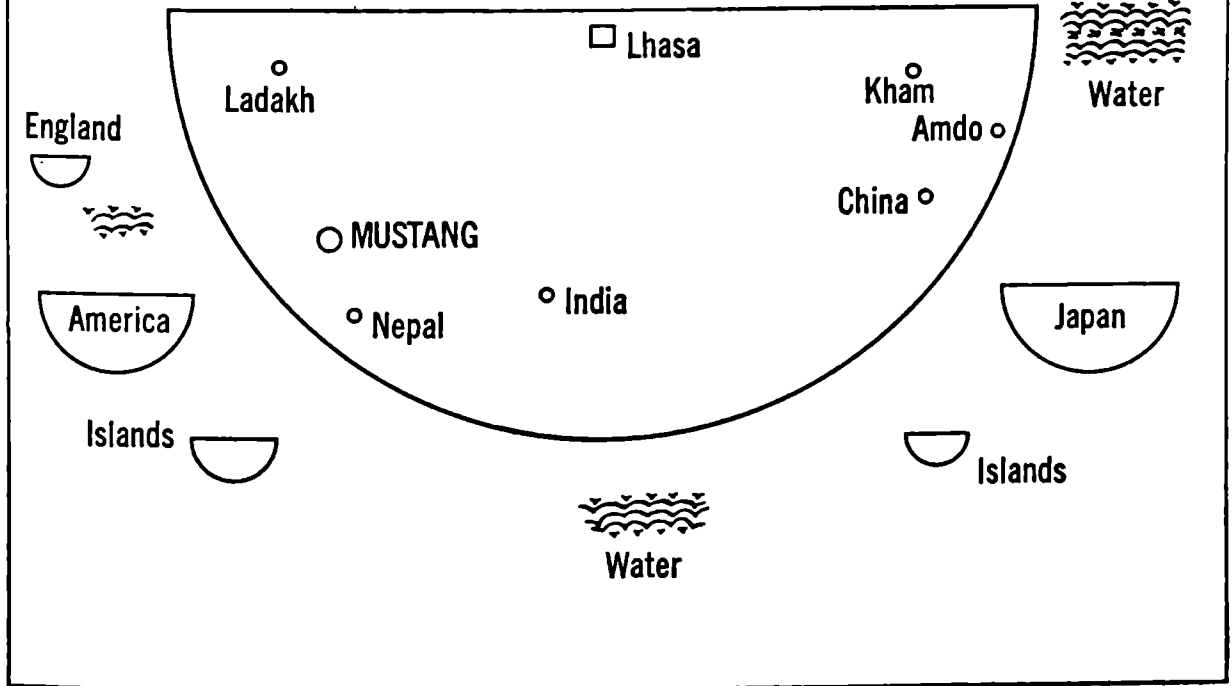 Lhasa
Ladakh
Kham
Water
England
Amdo
China
MUSTANG
India
America
Nepal
Japan
Islands
Islands
Water